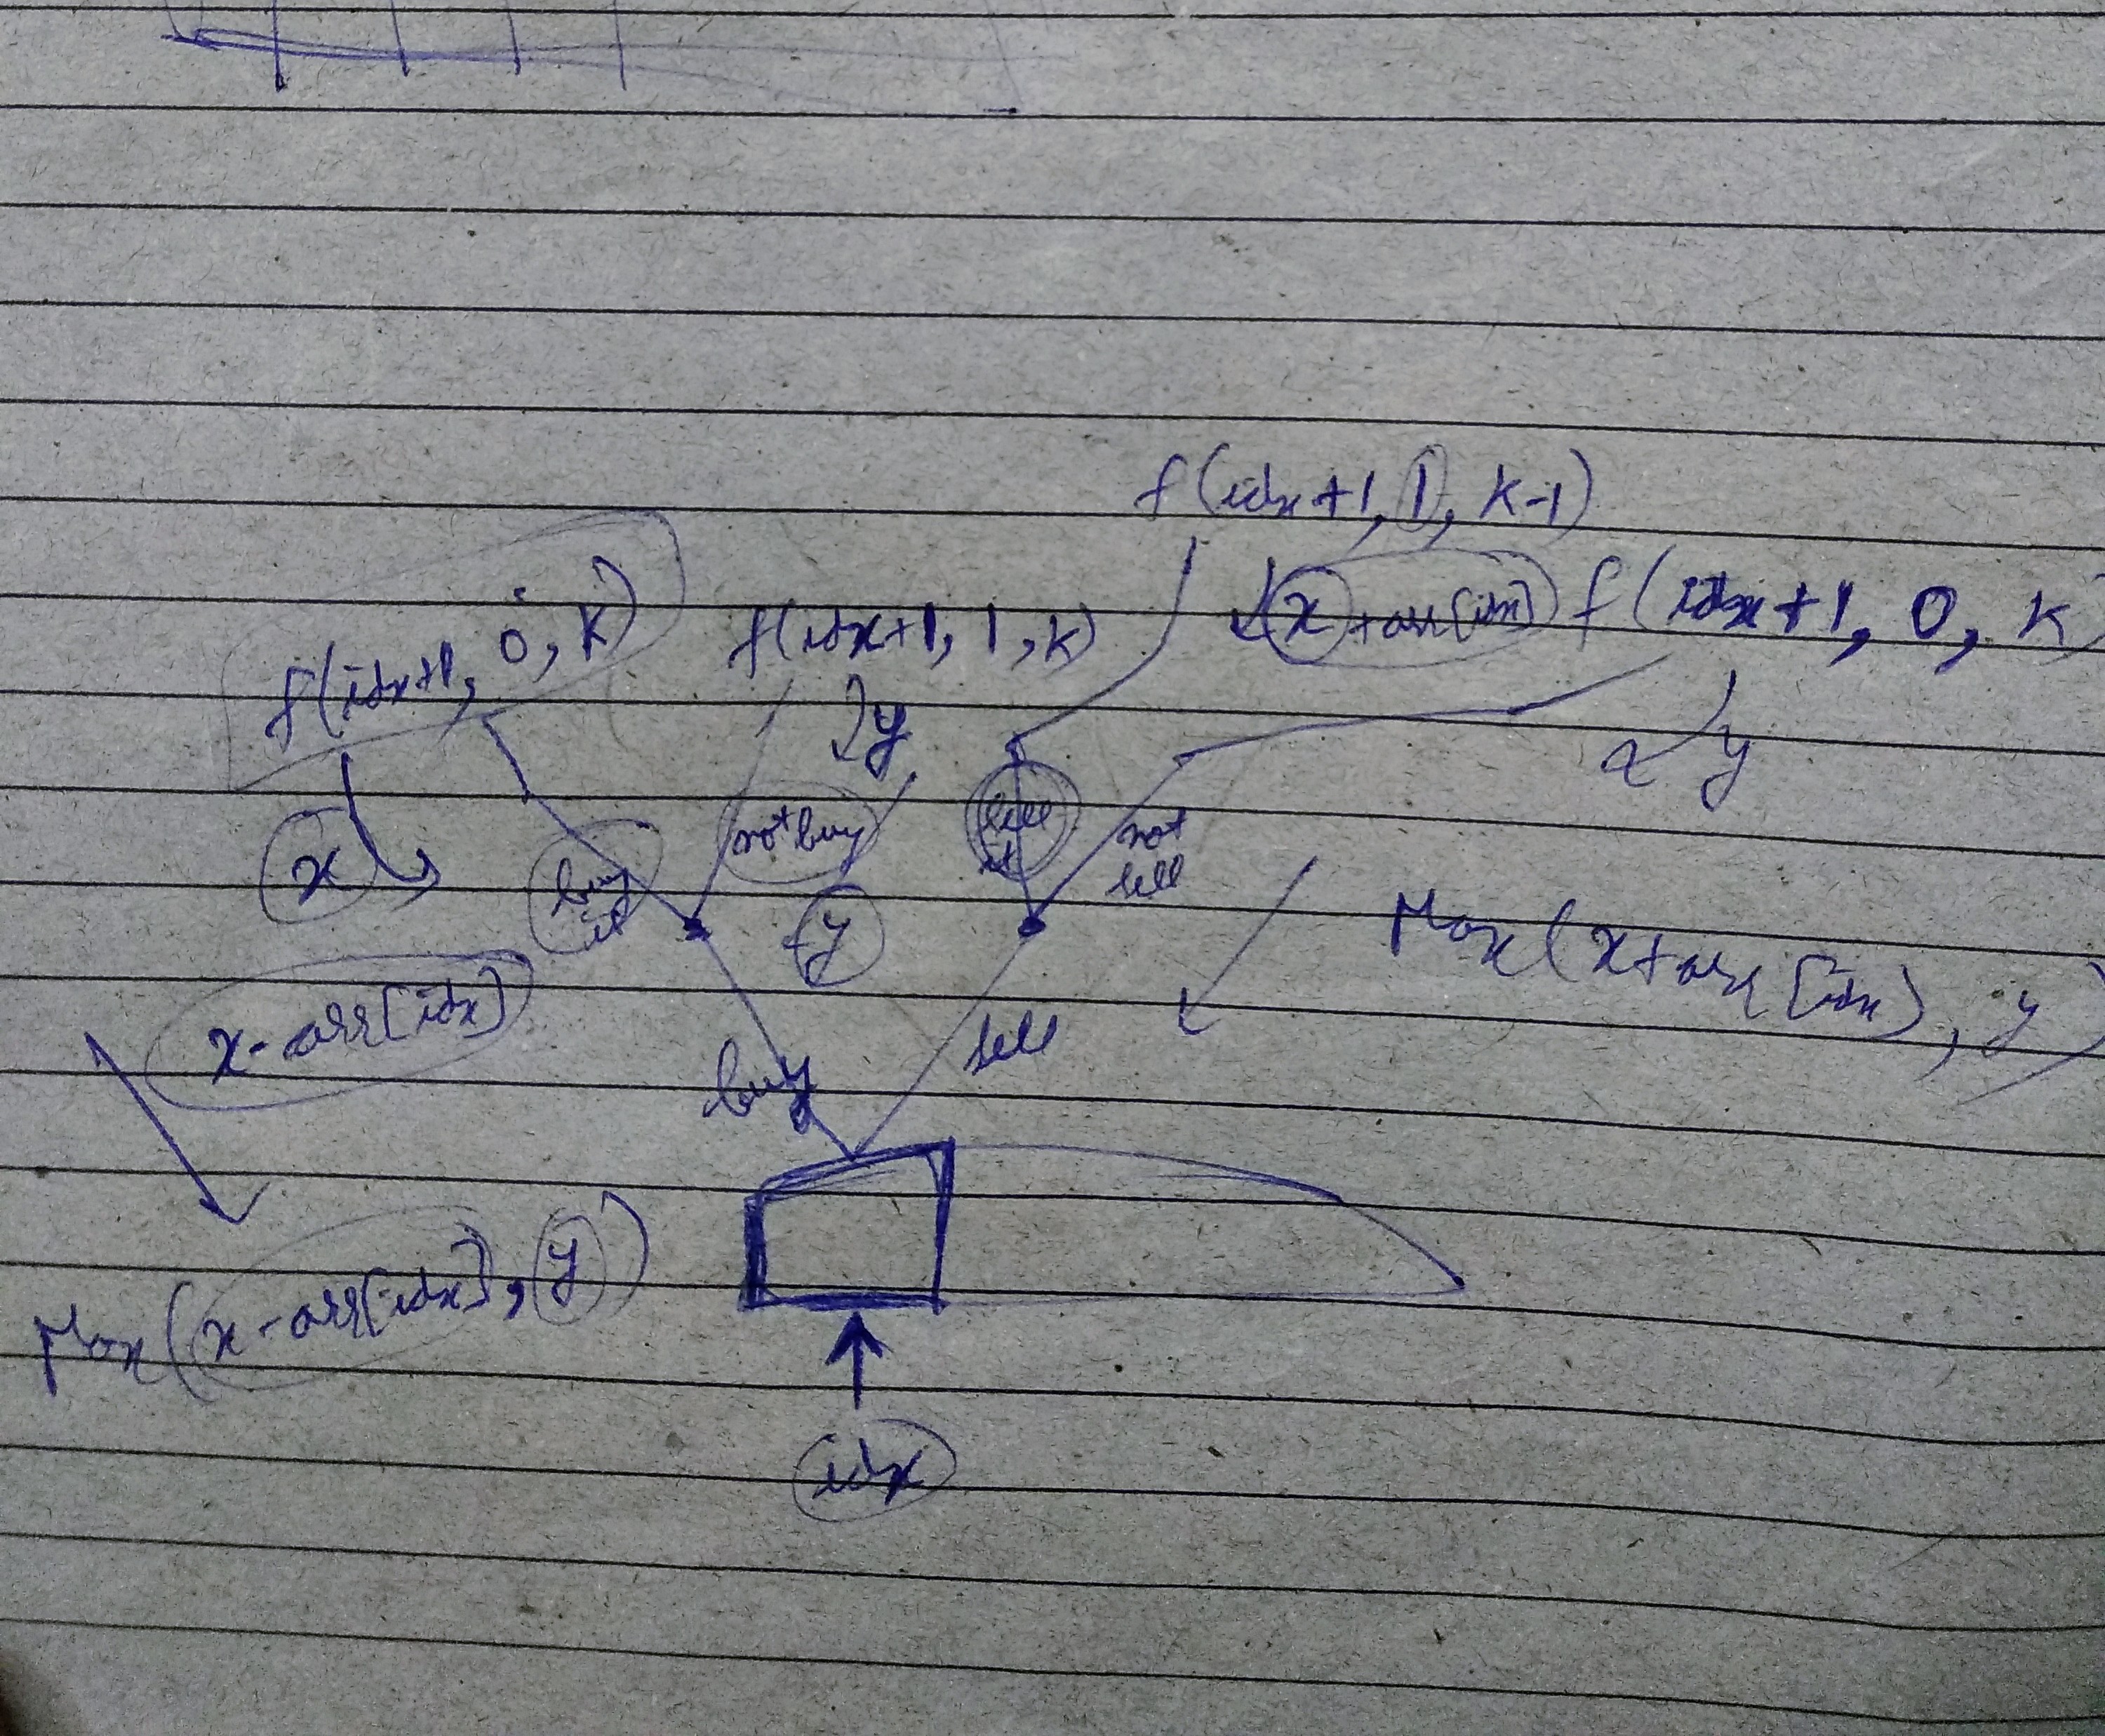 f(idx+1, 1, k-1)
f(idx+1, 0, k)
f(idx+1, 1, k)
x + arr[idx]
f(idx+1, 0, k)
y
y
x
buy it
not buy
sell it
not sell
y
Max(x+arr[idx], y)
x - arr[idx]
buy
sell
Max(x - arr[idx], y)
idx